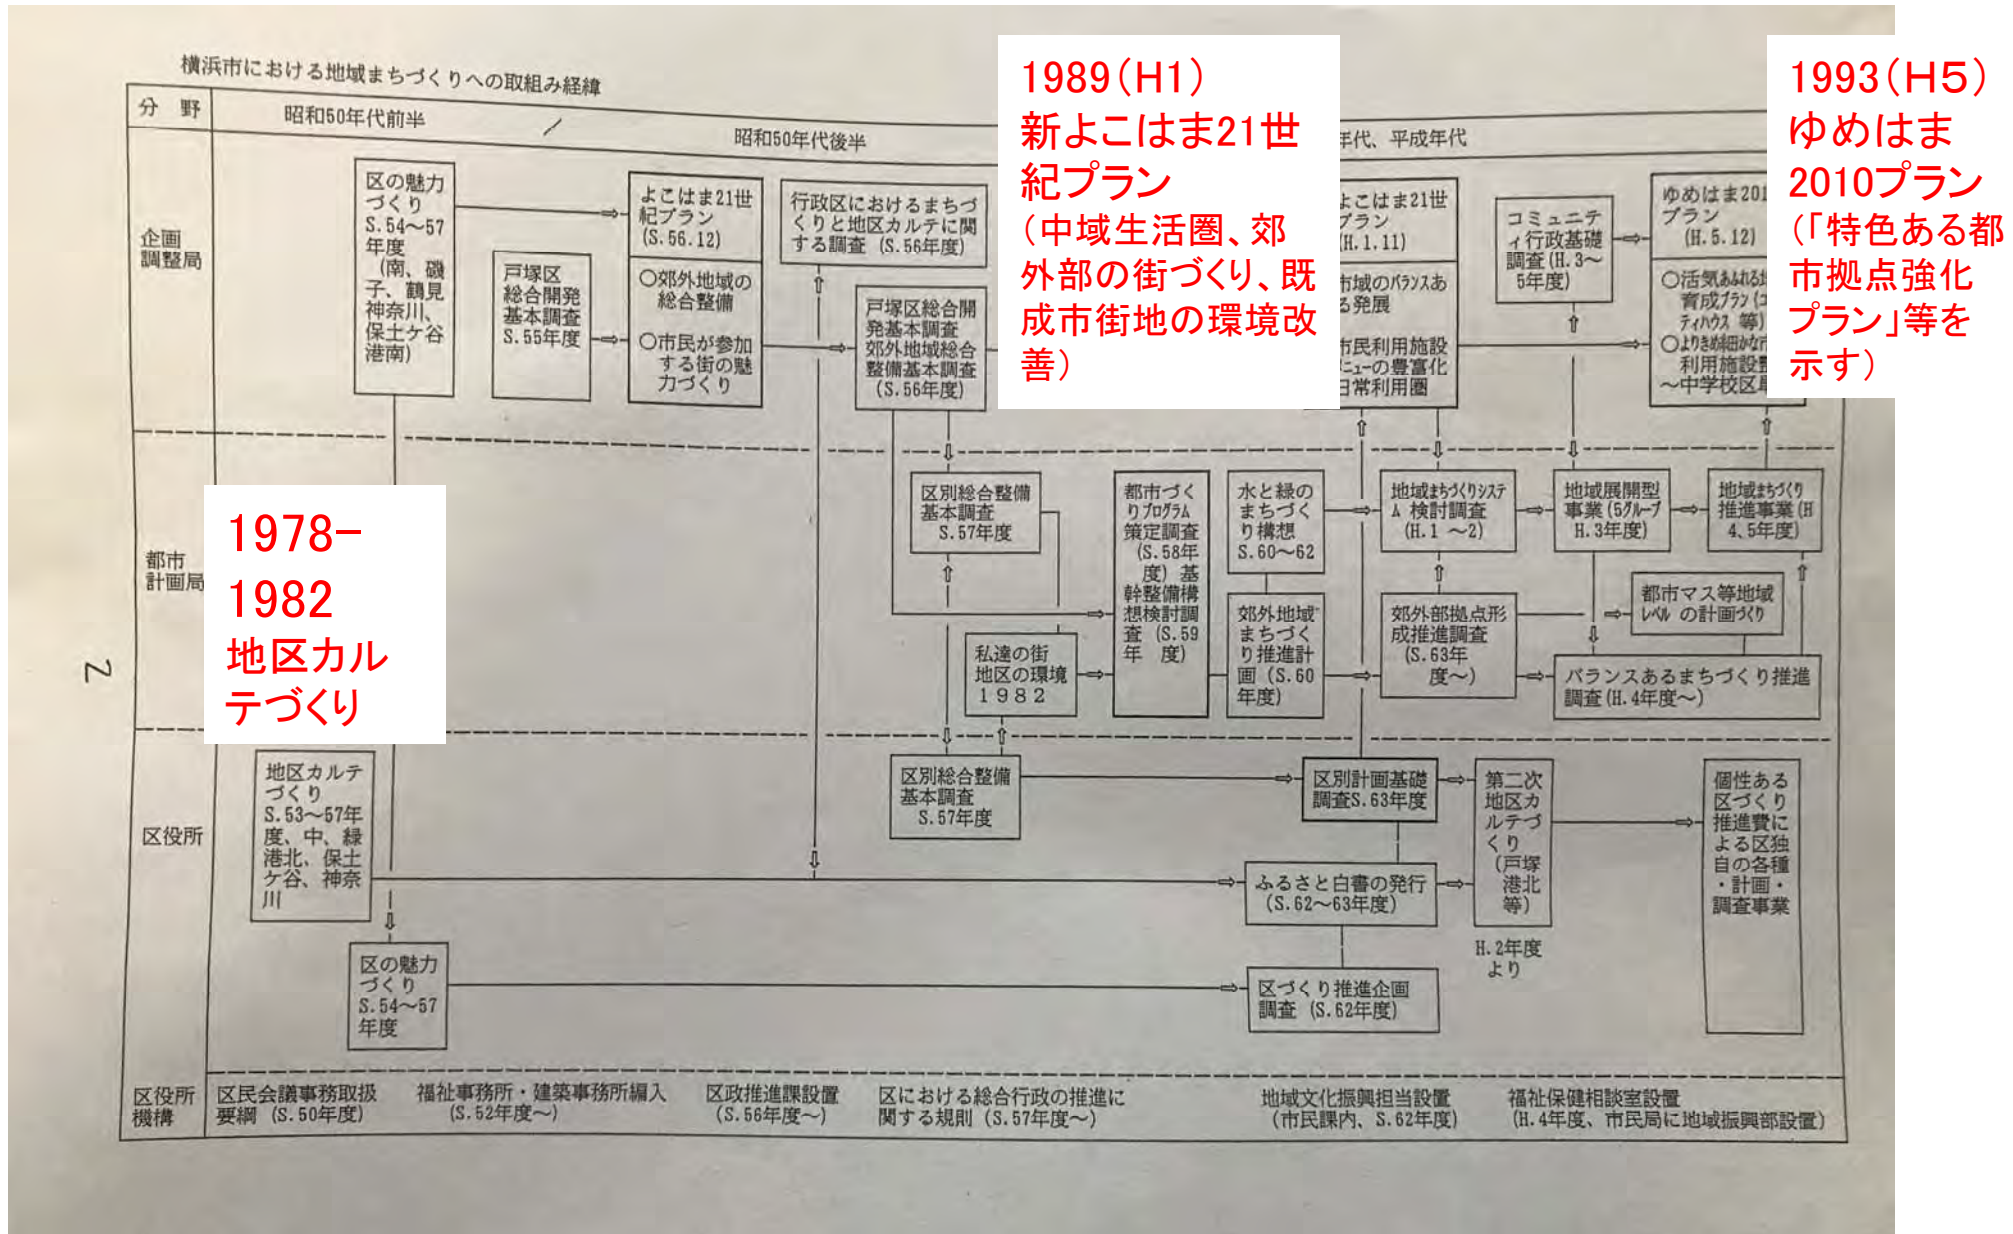 横浜市における地域まちづくりへの取組み経緯
分 野
昭和50年代前半
／
昭和50年代後半
年代、平成年代
1989(H1)
新よこはま21世
紀プラン
(中域生活圏、郊
外部の街づくり、既
成市街地の環境改
善)
1993(H5)
ゆめはま
2010プラン
(「特色ある都
市拠点強化
プラン」等を
示す)
企画
調整局
区の魅力
づくり
S.54～57
年度
(南、磯
子、鶴見
神奈川、
保土ケ谷
港南)
戸塚区
総合開発
基本調査
S.55年度
よこはま21世
紀プラン
(S.56.12)
○郊外地域の
総合整備
○市民が参加
する街の魅
力づくり
行政区におけるまちづ
くりと地区カルテに関
する調査 (S.56年度)
戸塚区総合開
発基本調査
郊外地域総合
整備基本調査
(S.56年度)
よこはま21世
プラン
(H.1.11)
市域のバランスあ
る発展
市民利用施設
ニューの豊富化
日常利用圏
コミュニテ
ィ行政基礎
調査(H.3～
5年度)
ゆめはま201
プラン
(H.5.12)
○活気あふれる
育成プラン(コ
ティハウス 等)
○よりきめ細かな
利用施設
～中学校区
1978-
1982
地区カル
テづくり
都市
計画局
区別総合整備
基本調査
S.57年度
都市づく
りプログラム
策定調査
(S.58年
度) 基
幹整備構
想検討調
査 (S.59
年 度)
水と緑の
まちづく
り構想
S.60～62
地域まちづくりシステ
ム 検討調査
(H.1 ～2)
地域展開型
事業(5グループ
H.3年度)
地域まちづくり
推進事業(H
4、5年度)
私達の街
地区の環境
1982
郊外地域
まちづく
り推進計
画 (S.60
年度)
郊外部拠点形
成推進調査
(S.63年
度～)
都市マス等地域
レベル の計画づくり
バランスあるまちづくり推進
調査(H.4年度～)
区役所
地区カルテ
づくり
S.53～57年
度、中、緑
港北、保土
ケ谷、神奈
川
区の魅力
づくり
S.54～57
年度
区別総合整備
基本調査
S.57年度
区別計画基礎
調査S.63年度
ふるさと白書の発行
(S.62～63年度)
区づくり推進企画
調査 (S.62年度)
第二次
地区カ
ルテづ
くり
(戸塚
港北
等)
H.2年度
より
個性ある
区づくり
推進費に
よる区独
自の各種
・計画・
調査事業
区役所
機構
区民会議事務取扱
要綱 (S.50年度)
福祉事務所・建築事務所編入
(S.52年度～)
区政推進課設置
(S.56年度～)
区における総合行政の推進に
関する規則 (S.57年度～)
地域文化振興担当設置
(市民課内、S.62年度)
福祉保健相談室設置
(H.4年度、市民局に地域振興部設置)
2